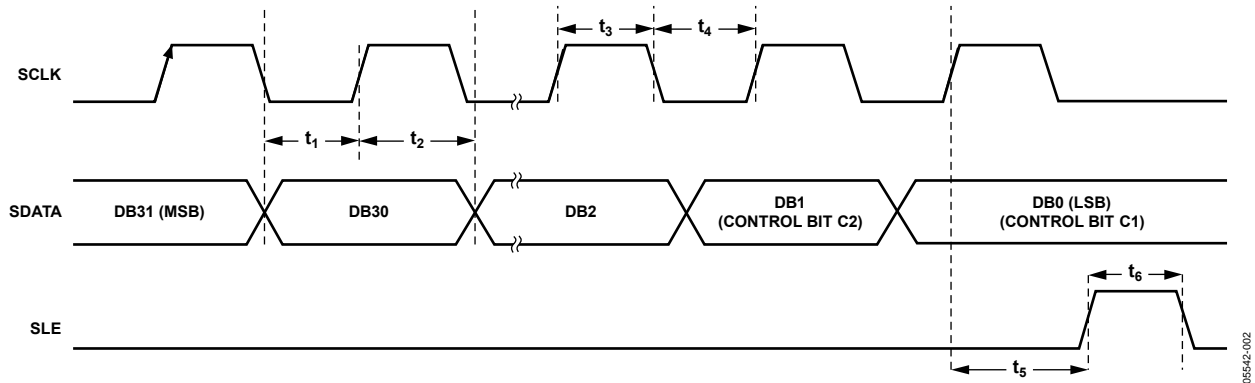 t3
t4
SCLK
t1
t2
SDATA
DB31 (MSB)
DB30
DB2
DB1
(CONTROL BIT C2)
DB0 (LSB)
(CONTROL BIT C1)
t6
SLE
t5
05542-002